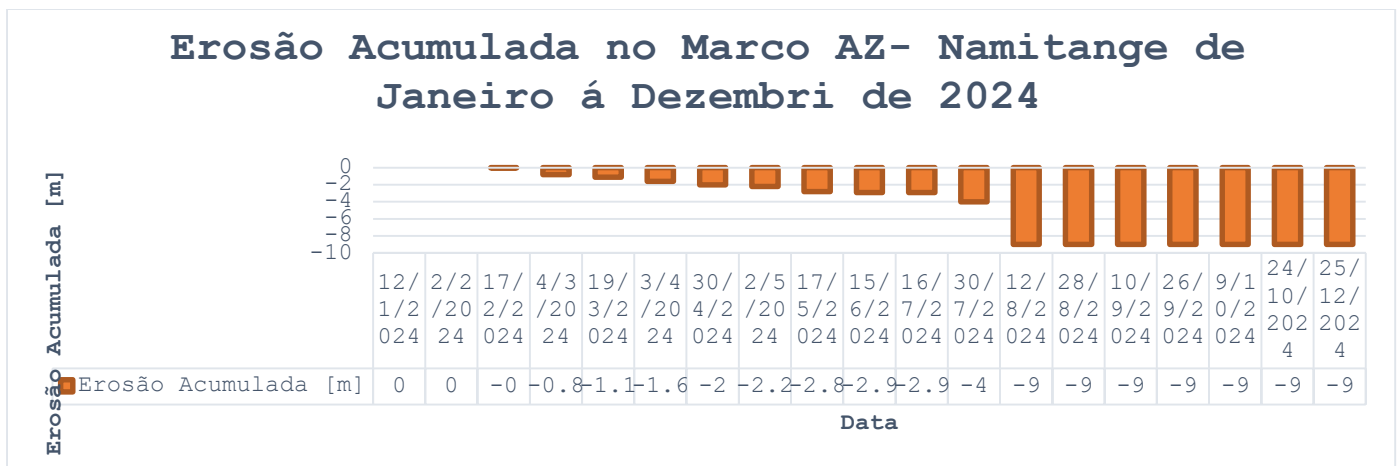 Erosão Acumulada no Marco AZ- Namitange de
Janeiro á Dezembri de 2024
Erosão Acumulada [m]
0
-2
-4
-6
-8
-10
12/1/2024 2/2/2024 17/2/2024 4/3/2024 19/3/2024 3/4/2024 30/4/2024 2/5/2024 17/5/2024 15/6/2024 16/7/2024 30/7/2024 12/8/2024 28/8/2024 10/9/2024 26/9/2024 9/10/2024 24/10/2024 25/12/2024
Erosão Acumulada [m] 0 0 -0 -0.8 -1.1 -1.6 -2 -2.2 -2.8 -2.9 -2.9 -4 -9 -9 -9 -9 -9 -9 -9
Data